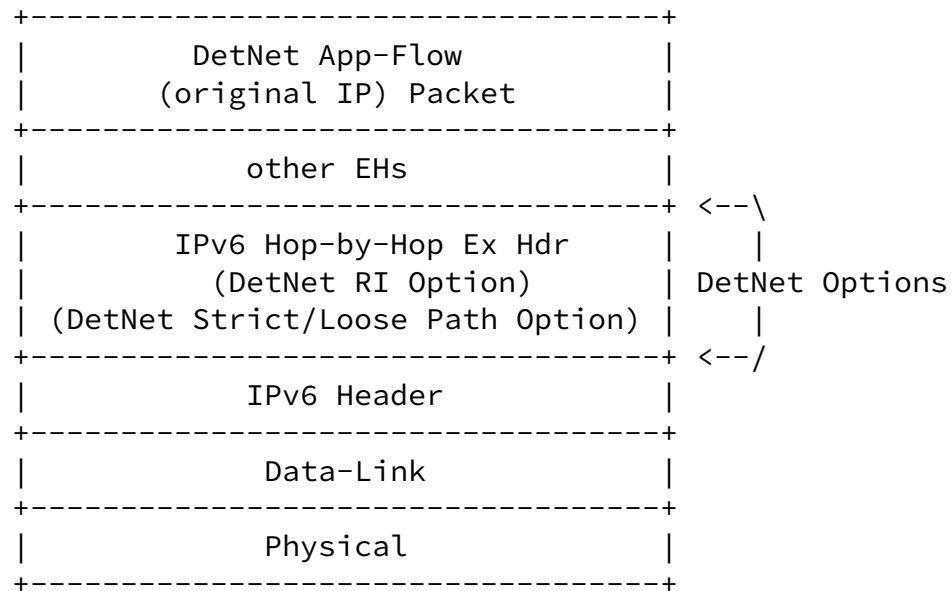 DetNet App-Flow
(original IP) Packet
other EHs
<--\
IPv6 Hop-by-Hop Ex Hdr |
(DetNet RI Option) DetNet Options
(DetNet Strict/Loose Path Option) |
<--/
IPv6 Header
Data-Link
Physical